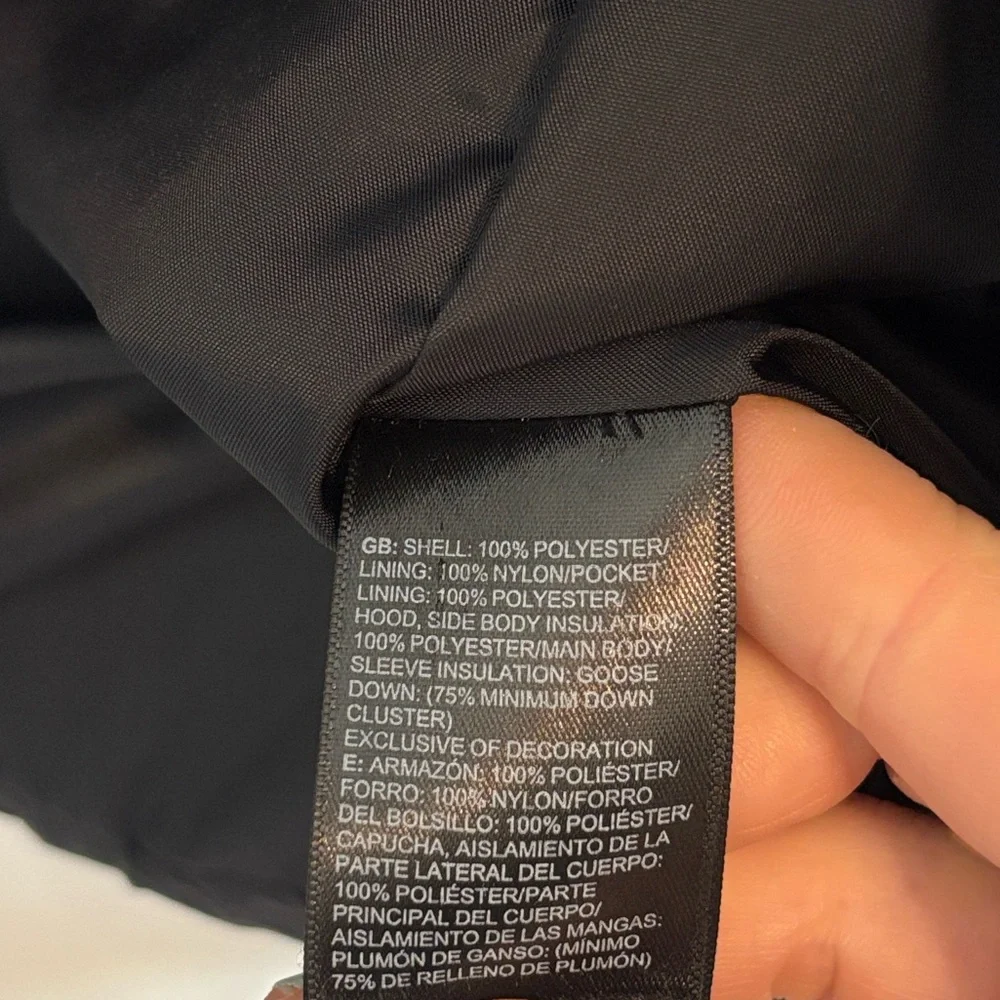 GB: SHELL: 100% POLYESTER/
LINING: 100% NYLON/POCKET
LINING: 100% POLYESTER/
HOOD, SIDE BODY INSULATION
100% POLYESTER/MAIN BODY/
SLEEVE INSULATION: GOOSE
DOWN: (75% MINIMUM DOWN
CLUSTER)
EXCLUSIVE OF DECORATION
E: ARMAZÓN: 100% POLIÉSTER/
FORRO: 100% NYLON/FORRO
DEL BOLSILLO: 100% POLIÉSTER/
CAPUCHA, AISLAMIENTO DE LA
PARTE LATERAL DEL CUERPO:
100% POLIÉSTER/PARTE
PRINCIPAL DEL CUERPO/
AISLAMIENTO DE LAS MANGAS:
PLUMÓN DE GANSO: (MÍNIMO
75% DE RELLENO DE PLUMÓN)